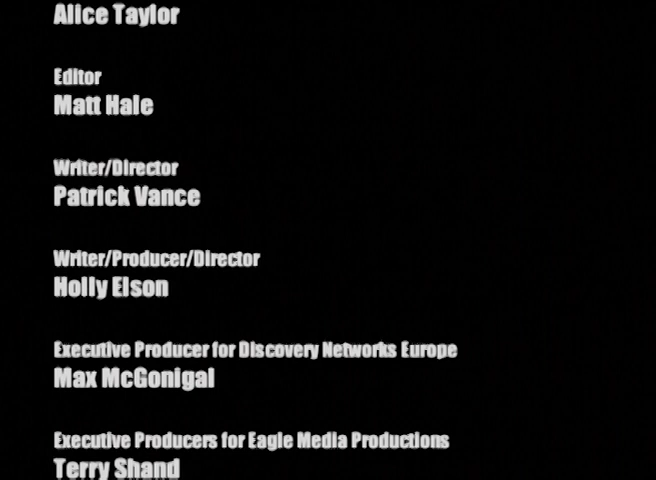 Alice Taylor
Editor
Matt Hale
Writer/Director
Patrick Vance
Writer/Producer/Director
Holly Elson
Executive Producer for Discovery Networks Europe
Max McGonigal
Executive Producers for Eagle Media Productions
Terry Shand